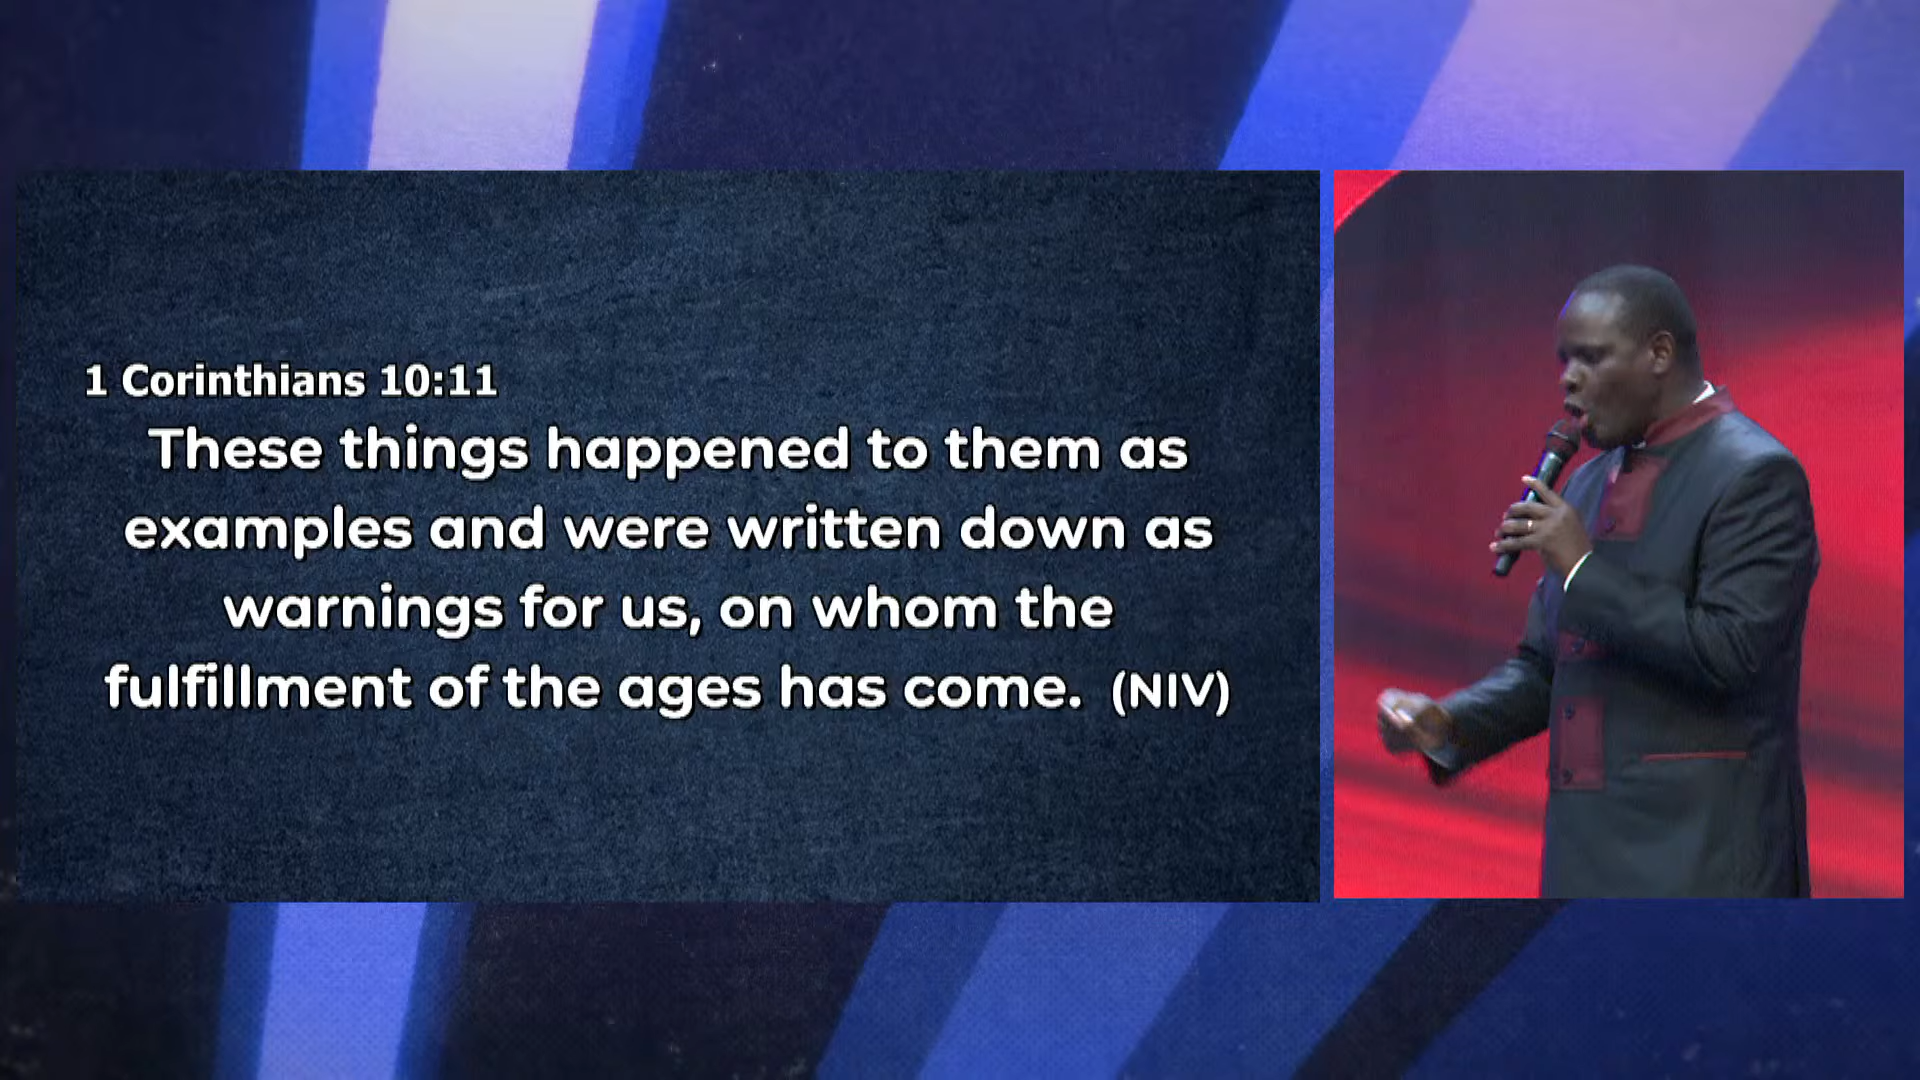 1 Corinthians 10:11
These things happened to them as
examples and were written down as
warnings for us, on whom the
fulfillment of the ages has come. (NIV)